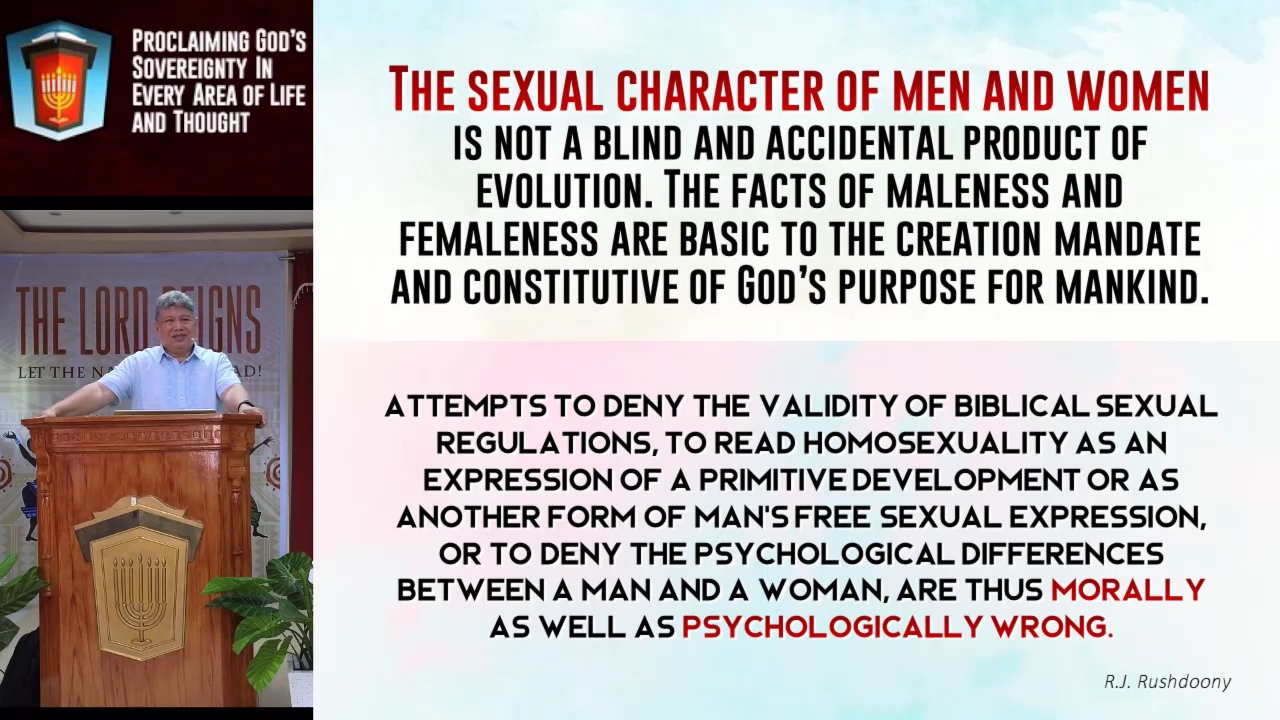 PROCLAIMING GOD'S
SOVEREIGNTY IN
EVERY AREA OF LIFE
AND THOUGHT
THE LORD REIGNS
LET THE NA AD!
THE SEXUAL CHARACTER OF MEN AND WOMEN
IS NOT A BLIND AND ACCIDENTAL PRODUCT OF
EVOLUTION. THE FACTS OF MALENESS AND
FEMALENESS ARE BASIC TO THE CREATION MANDATE
AND CONSTITUTIVE OF GOD'S PURPOSE FOR MANKIND.
ATTEMPTS TO DENY THE VALIDITY OF BIBLICAL SEXUAL
REGULATIONS, TO READ HOMOSEXUALITY AS AN
EXPRESSION OF A PRIMITIVE DEVELOPMENT OR AS
ANOTHER FORM OF MAN'S FREE SEXUAL EXPRESSION,
OR TO DENY THE PSYCHOLOGICAL DIFFERENCES
BETWEEN A MAN AND A WOMAN, ARE THUS MORALLY
AS WELL AS PSYCHOLOGICALLY WRONG.
R.J. Rushdoony